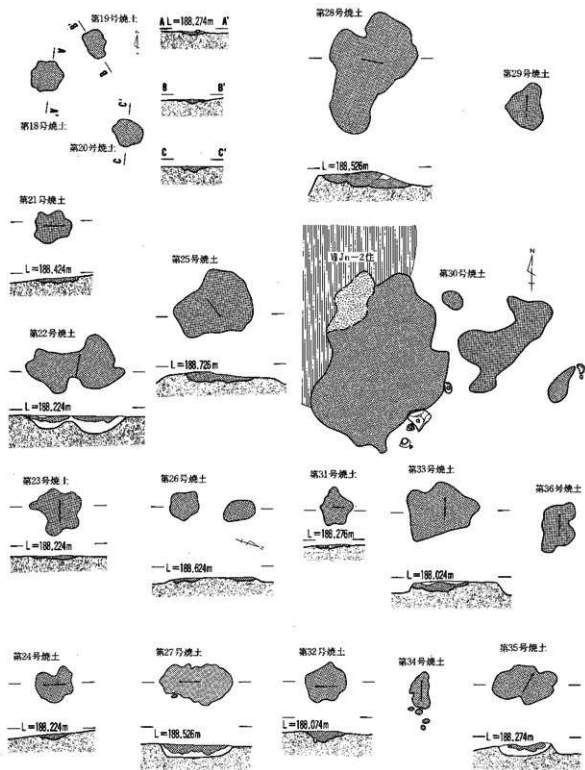 第19号焼土
A L=188.274m A'
B
A
B B'
B
A'
C
第18号焼土
第20号焼土
C C'
C'
第28号焼土
第29号焼土
L=188.526m
第21号焼土
L=188.424m
第25号焼土
L=188.726m
第22号焼土
L=188.224m
ⅦJn-2住
第30号焼土
N
第23号焼土
L=188.224m
第26号焼土
L=188.624m
第31号焼土
L=188.276m
第33号焼土
L=188.024m
第36号焼土
第24号焼土
L=188.224m
第27号焼土
L=188.526m
第32号焼土
L=188.074m
第34号焼土
第35号焼土
L=188.274m